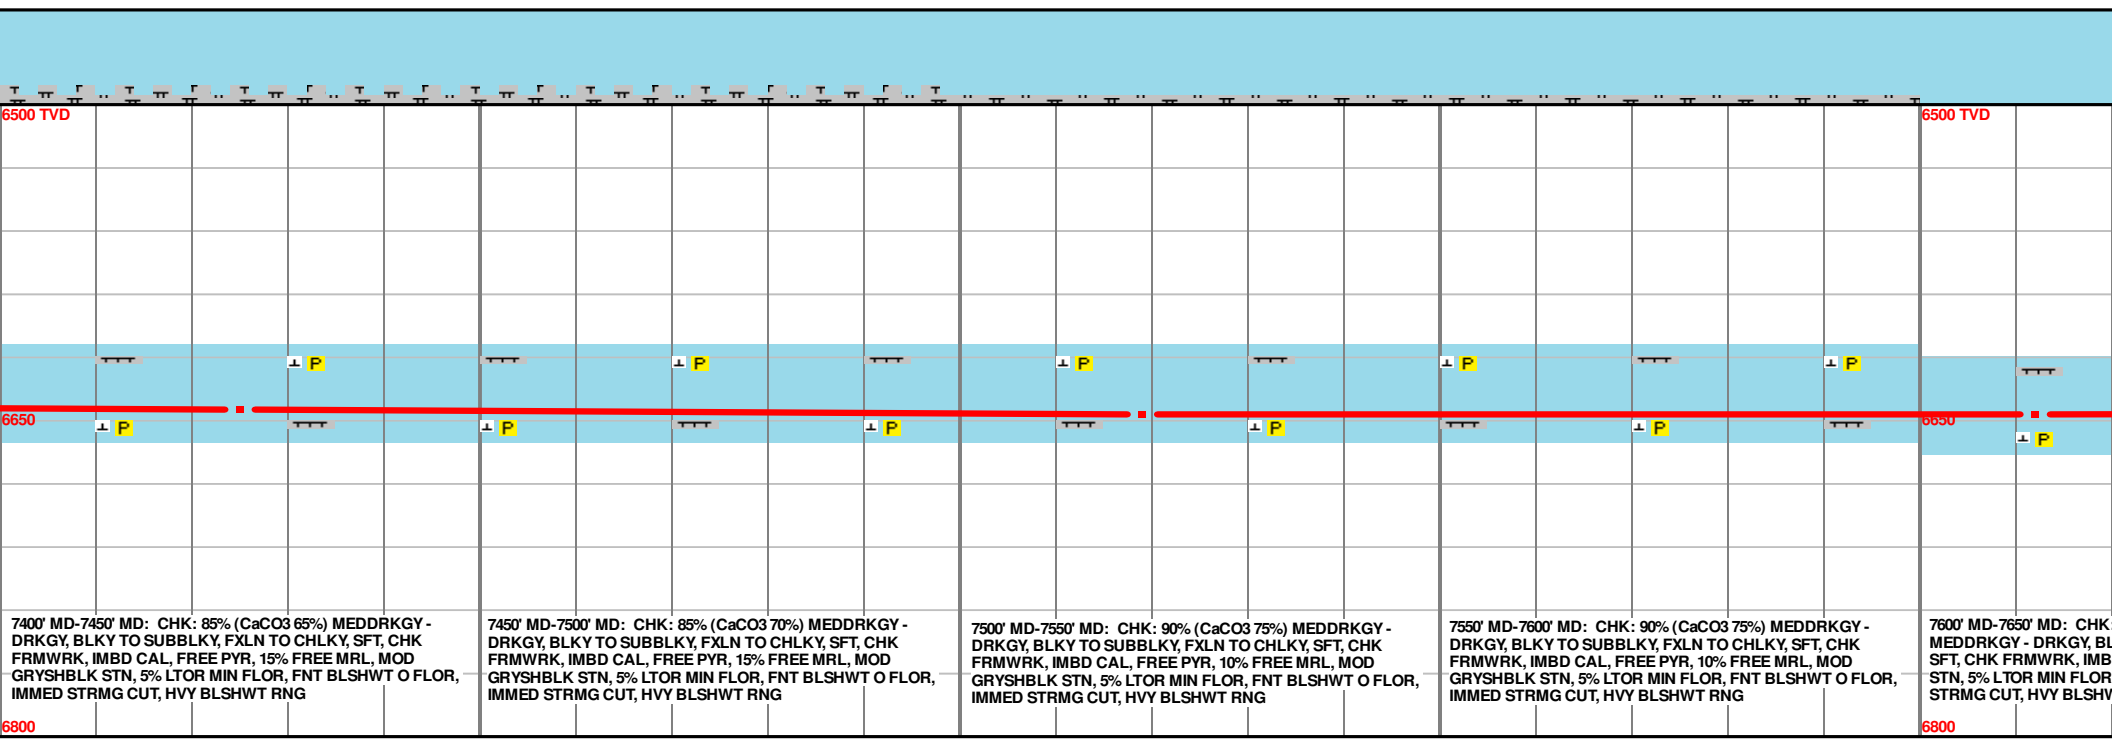 6500 TVD
6500 TVD
P
P
P
P
P
6650
6650
P
P
P
P
P
P
7400' MD-7450' MD: CHK: 85% (CaCO3 65%) MEDDRKGY -
DRKGY, BLKY TO SUBBLKY, FXLN TO CHLKY, SFT, CHK
FRMWRK, IMBD CAL, FREE PYR, 15% FREE MRL, MOD
GRYSHBLK STN, 5% LTOR MIN FLOR, FNT BLSHWT O FLOR,
IMMED STRMG CUT, HVY BLSHWT RNG
7450' MD-7500' MD: CHK: 85% (CaCO3 70%) MEDDRKGY -
DRKGY, BLKY TO SUBBLKY, FXLN TO CHLKY, SFT, CHK
FRMWRK, IMBD CAL, FREE PYR, 15% FREE MRL, MOD
GRYSHBLK STN, 5% LTOR MIN FLOR, FNT BLSHWT O FLOR,
IMMED STRMG CUT, HVY BLSHWT RNG
7500' MD-7550' MD: CHK: 90% (CaCO3 75%) MEDDRKGY -
DRKGY, BLKY TO SUBBLKY, FXLN TO CHLKY, SFT, CHK
FRMWRK, IMBD CAL, FREE PYR, 10% FREE MRL, MOD
GRYSHBLK STN, 5% LTOR MIN FLOR, FNT BLSHWT O FLOR,
IMMED STRMG CUT, HVY BLSHWT RNG
7550' MD-7600' MD: CHK: 90% (CaCO3 75%) MEDDRKGY -
DRKGY, BLKY TO SUBBLKY, FXLN TO CHLKY, SFT, CHK
FRMWRK, IMBD CAL, FREE PYR, 10% FREE MRL, MOD
GRYSHBLK STN, 5% LTOR MIN FLOR, FNT BLSHWT O FLOR,
IMMED STRMG CUT, HVY BLSHWT RNG
7600' MD-7650' MD: CHK:
MEDDRKGY - DRKGY, BL
SFT, CHK FRMWRK, IMB
STN, 5% LTOR MIN FLOR
STRMG CUT, HVY BLSHW
6800
6800